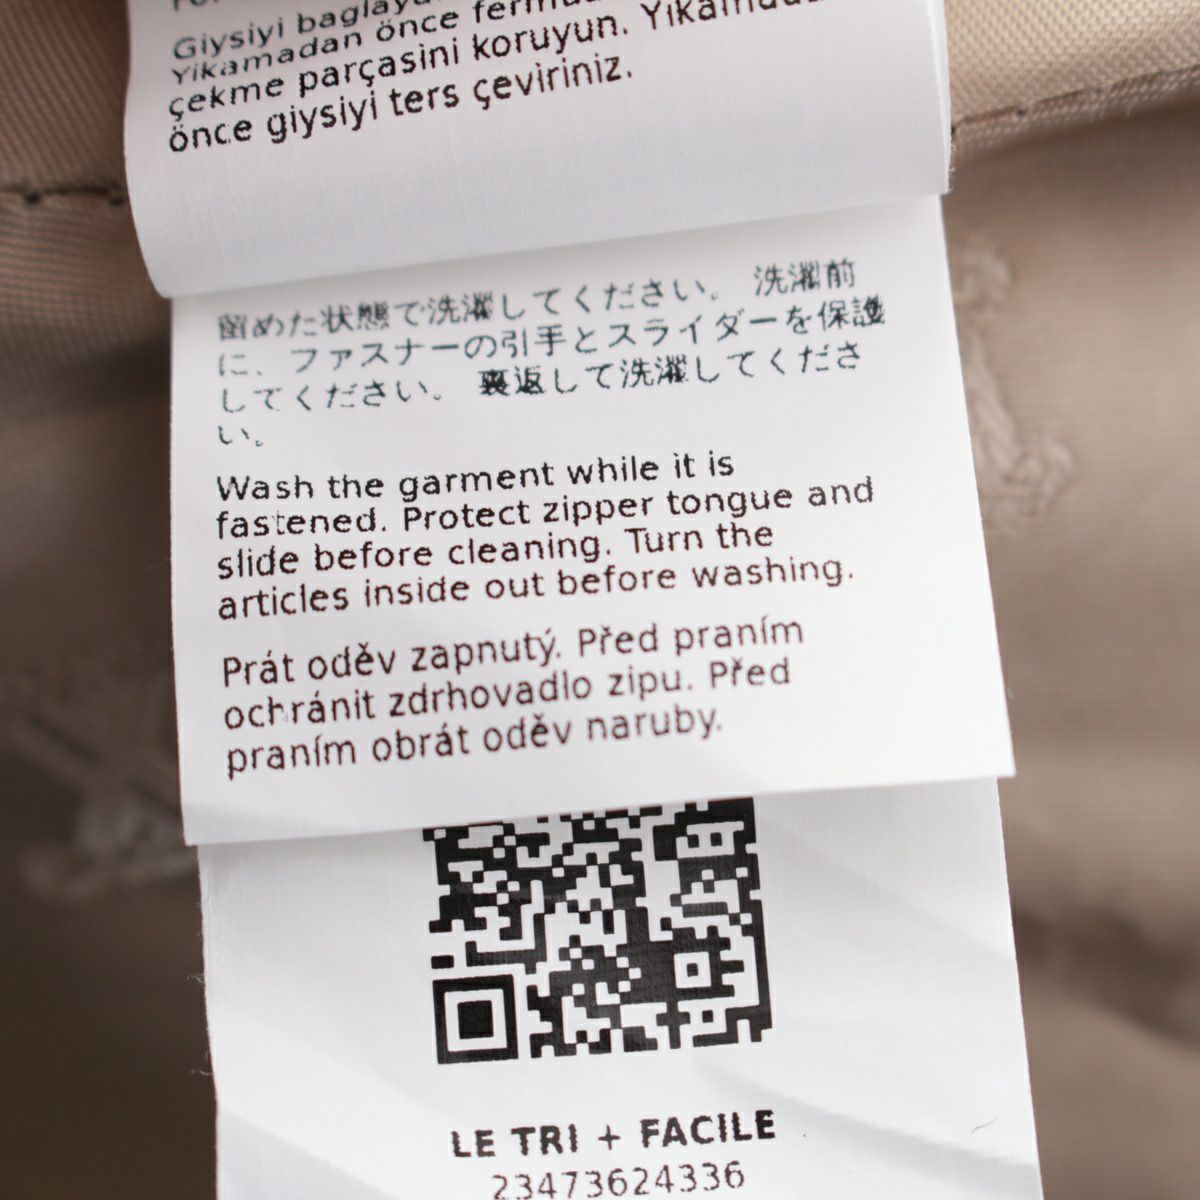 Giysiyi bağlaya
Yıkamadan önce fermua
çekme parçasini koruyun. Yıkamada
önce giysiyi ters çeviriniz.
留めた状態で洗濯してください。 洗濯前
に、ファスナーの引手とスライダーを保護
してください。 裏返して洗濯してくださ
い。
Wash the garment while it is
fastened. Protect zipper tongue and
slide before cleaning. Turn the
articles inside out before washing.
Prát oděv zapnutý. Před praním
ochránit zdrhovadlo zipu. Před
praním obrát oděv naruby.
LE TRI + FACILE
23473624336